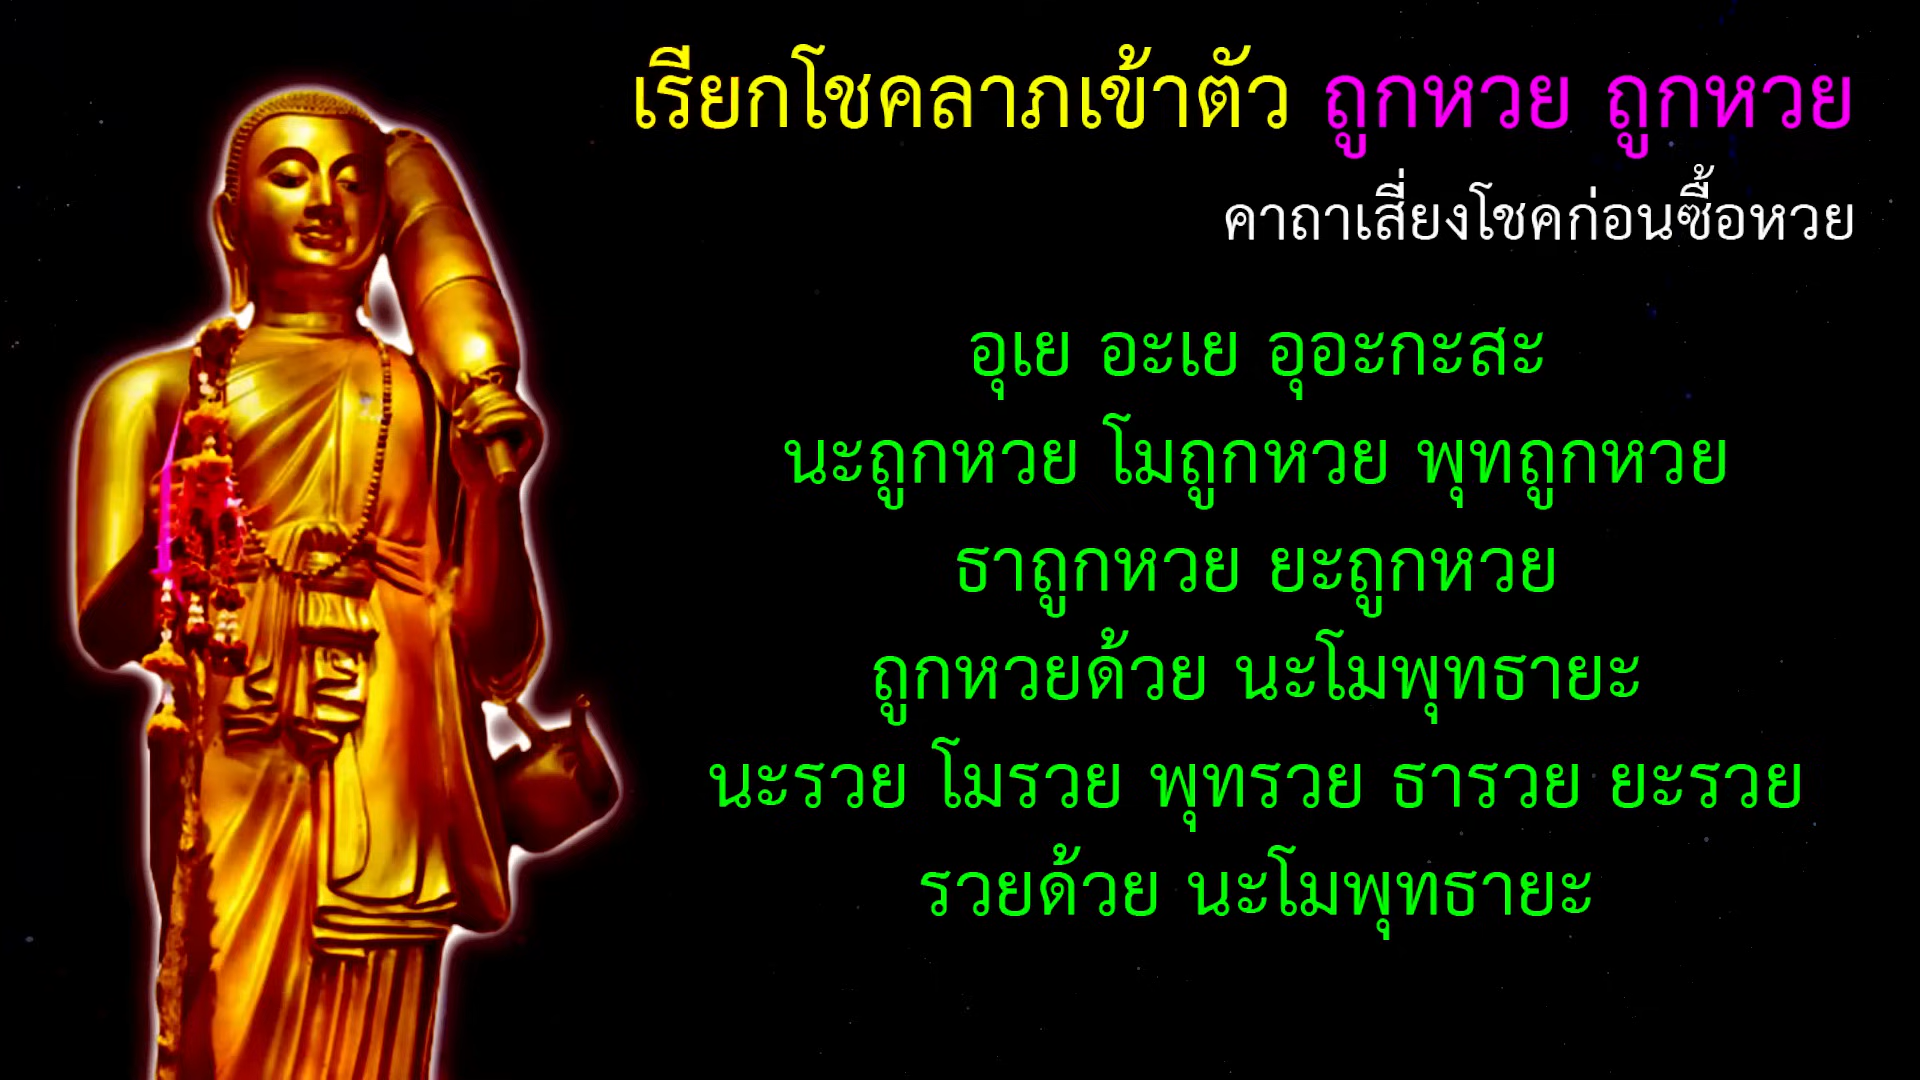 เรียกโชคลาภเข้าตัว ถูกหวย ถูกหวย
คาถาเสี่ยงโชคก่อนซื้อหวย
อุเย อะเย อุอะกะสะ
นะถูกหวย โมถูกหวย พุทถูกหวย
ธาถูกหวย ยะถูกหวย
ถูกหวยด้วย นะโมพุทธายะ
นะรวย โมรวย พุทรวย ธารวย ยะรวย
รวยด้วย นะโมพุทธายะ